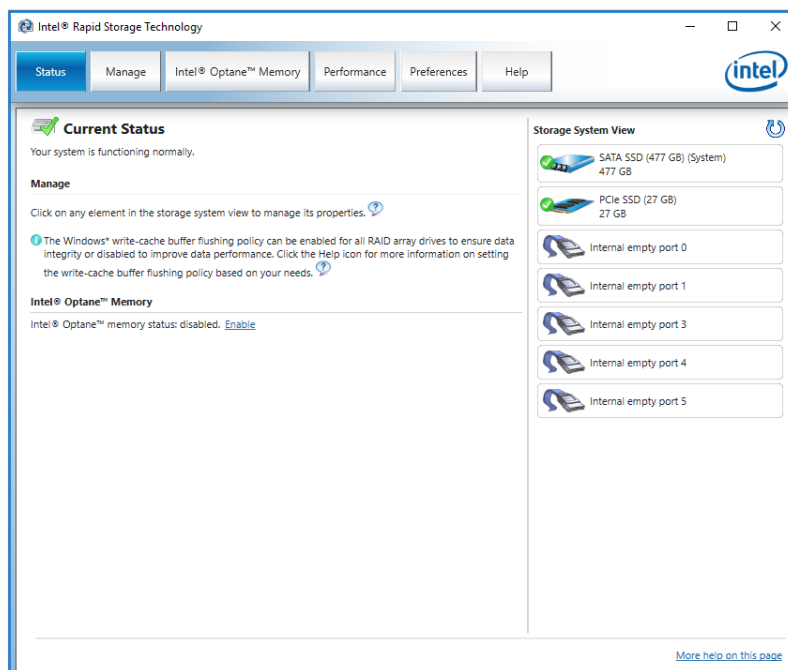 Intel® Rapid Storage Technology
Status
Manage
Intel® Optane™ Memory
Performance
Preferences
Help
intel
Current Status
Your system is functioning normally.
Manage
Click on any element in the storage system view to manage its properties.
The Windows* write-cache buffer flushing policy can be enabled for all RAID array drives to ensure data
integrity or disabled to improve data performance. Click the Help icon for more information on setting
the write-cache buffer flushing policy based on your needs.
Intel® Optane™ Memory
Intel® Optane™ memory status: disabled. Enable
Storage System View
SATA SSD (477 GB) (System)
477 GB
PCIe SSD (27 GB)
27 GB
Internal empty port 0
Internal empty port 1
Internal empty port 3
Internal empty port 4
Internal empty port 5
More help on this page